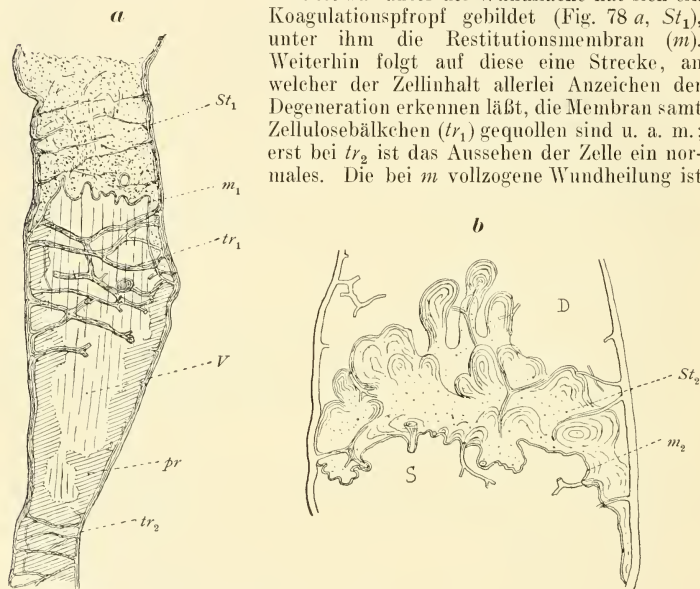 a
Koagulationspfropf gebildet (Fig. 78 a, St₁),
unter ihm die Restitutionsmembran (m).
Weiterhin folgt auf diese eine Strecke, an
welcher der Zellinhalt allerlei Anzeichen der
Degeneration erkennen läßt, die Membran samt
Zellulosebälkchen (tr₁) gequollen sind u. a. m.;
erst bei tr₂ ist das Aussehen der Zelle ein nor-
males. Die bei m vollzogene Wundheilung ist
St₁
m₁
tr₁
V
pr
tr₂
b
D
St₂
m₂
S